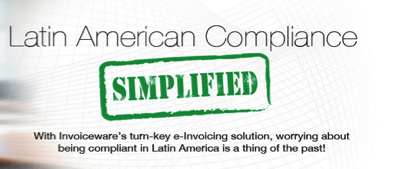 Latin American Compliance
SIMPLIFIED
With Invoiceware's turn-key e-Invoicing solution, worrying about
being compliant in Latin America is a thing of the past!